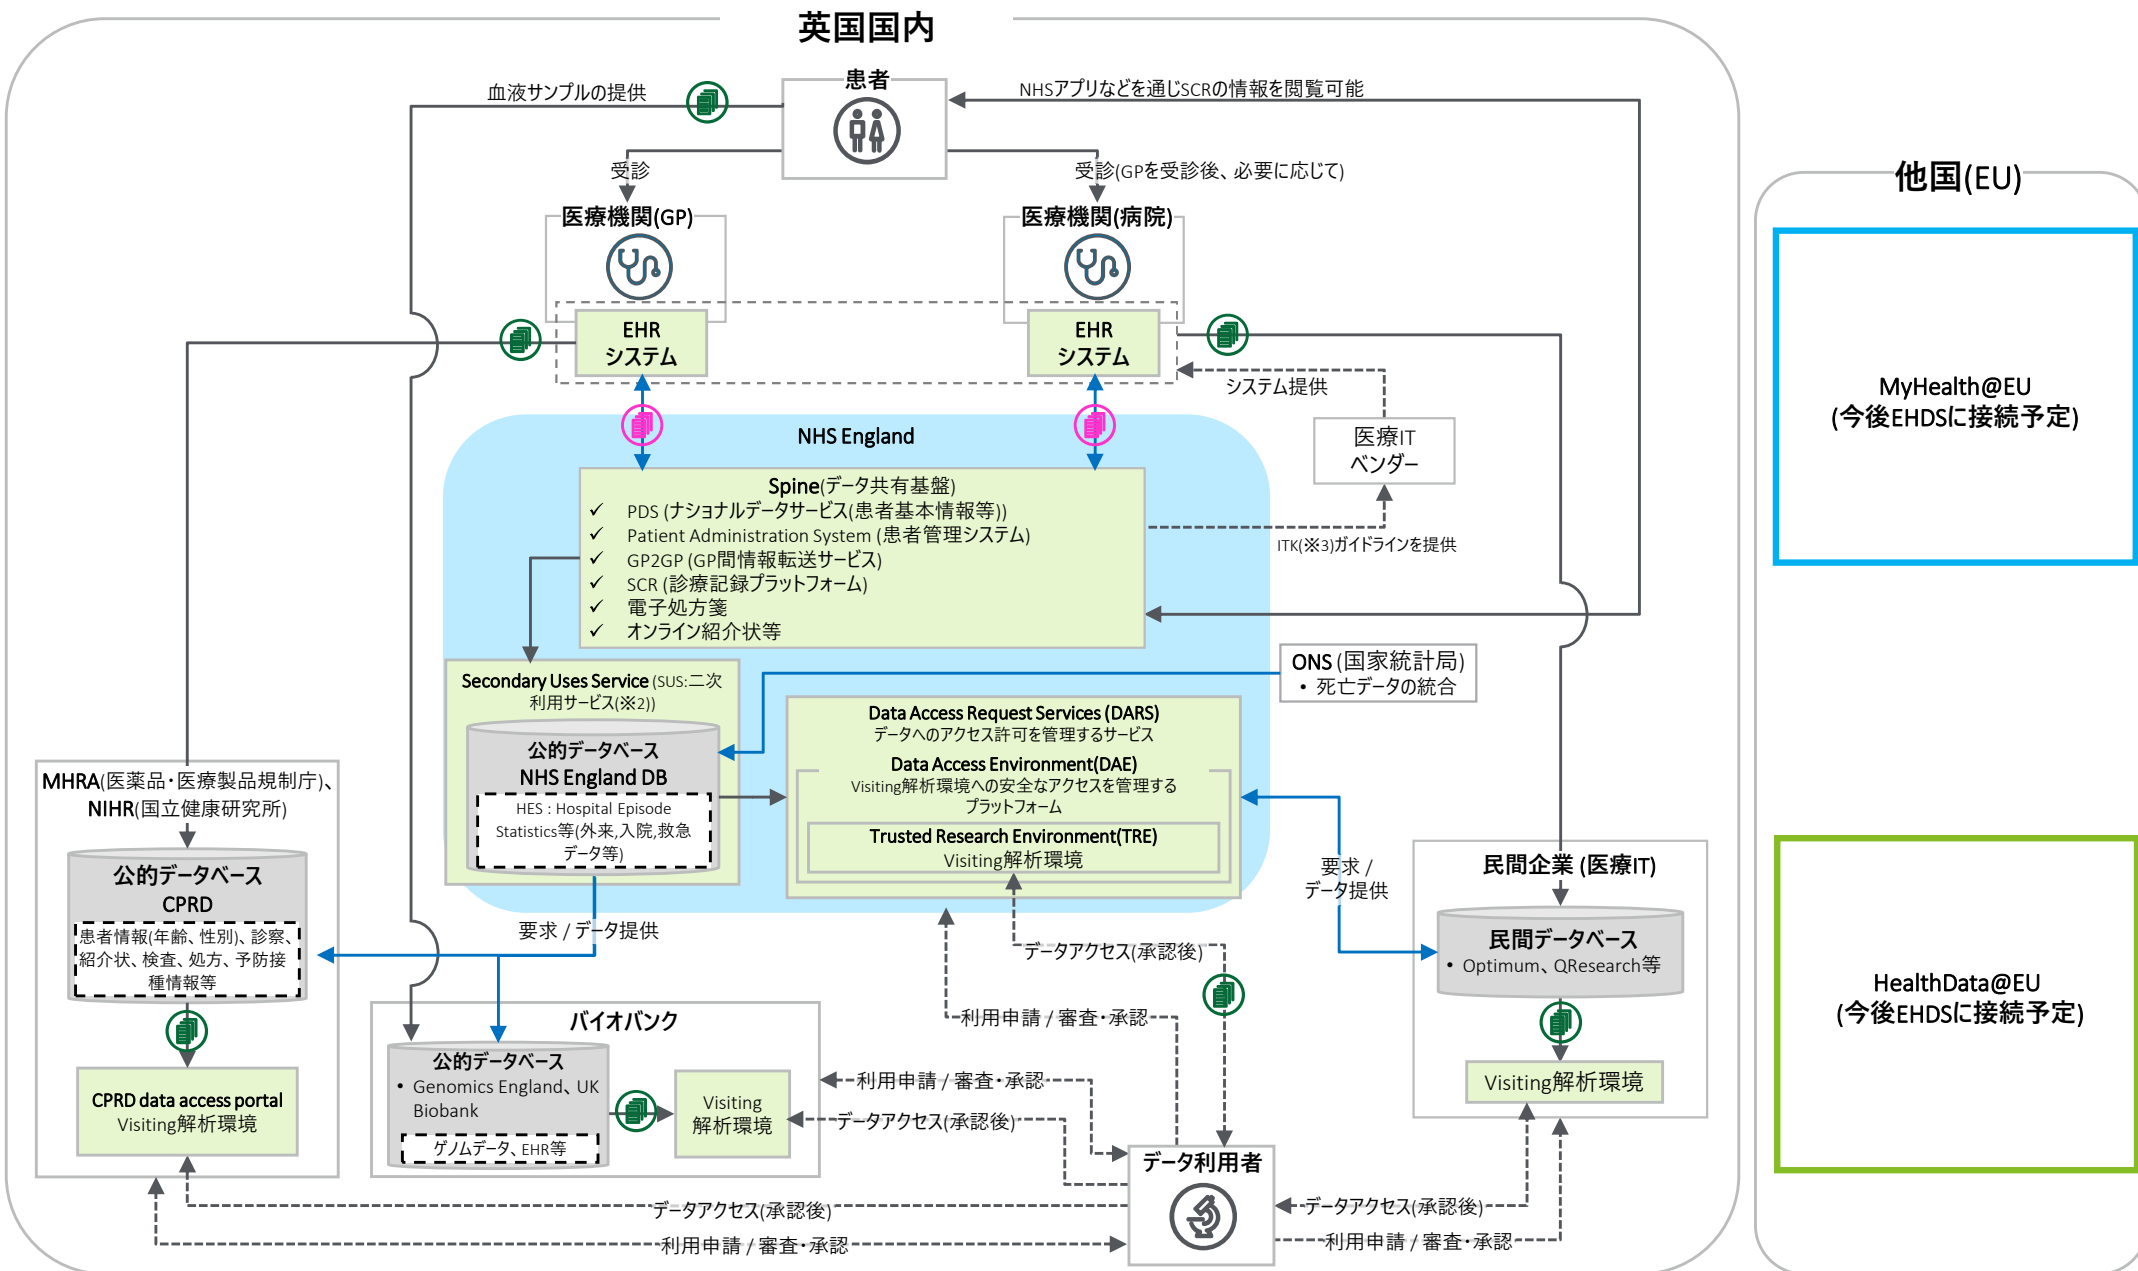 英国国内
患者
血液サンプルの提供
NHSアプリなどを通じSCRの情報を閲覧可能
受診
受診(GPを受診後、必要に応じて)
他国(EU)
医療機関(GP)
医療機関(病院)
EHR
システム
EHR
システム
システム提供
MyHealth@EU
(今後EHDSに接続予定)
NHS England
医療IT
ベンダー
Spine(データ共有基盤)
✓ PDS (ナショナルデータサービス(患者基本情報等))
✓ Patient Administration System (患者管理システム)
✓ GP2GP (GP間情報転送サービス)
✓ SCR (診療記録プラットフォーム)
✓ 電子処方箋
✓ オンライン紹介状等
ITK(※3)ガイドラインを提供
ONS (国家統計局)
• 死亡データの統合
Secondary Uses Service (SUS:二次
利用サービス(※2))
公的データベース
NHS England DB
HES : Hospital Episode
Statistics等(外来,入院,救急
データ等)
Data Access Request Services (DARS)
データへのアクセス許可を管理するサービス
Data Access Environment(DAE)
Visiting解析環境への安全なアクセスを管理する
プラットフォーム
Trusted Research Environment(TRE)
Visiting解析環境
MHRA(医薬品・医療製品規制庁)、
NIHR(国立健康研究所)
公的データベース
CPRD
患者情報(年齢、性別)、診察、
紹介状、検査、処方、予防接
種情報等
CPRD data access portal
Visiting解析環境
要求 / データ提供
要求 /
データ提供
民間企業 (医療IT)
民間データベース
• Optimum、QResearch等
Visiting解析環境
HealthData@EU
(今後EHDSに接続予定)
データアクセス(承認後)
利用申請 / 審査・承認
バイオバンク
公的データベース
• Genomics England、UK
Biobank
ゲノムデータ、EHR等
Visiting
解析環境
利用申請 / 審査・承認
データアクセス(承認後)
データ利用者
データアクセス(承認後)
利用申請 / 審査・承認
データアクセス(承認後)
利用申請 / 審査・承認